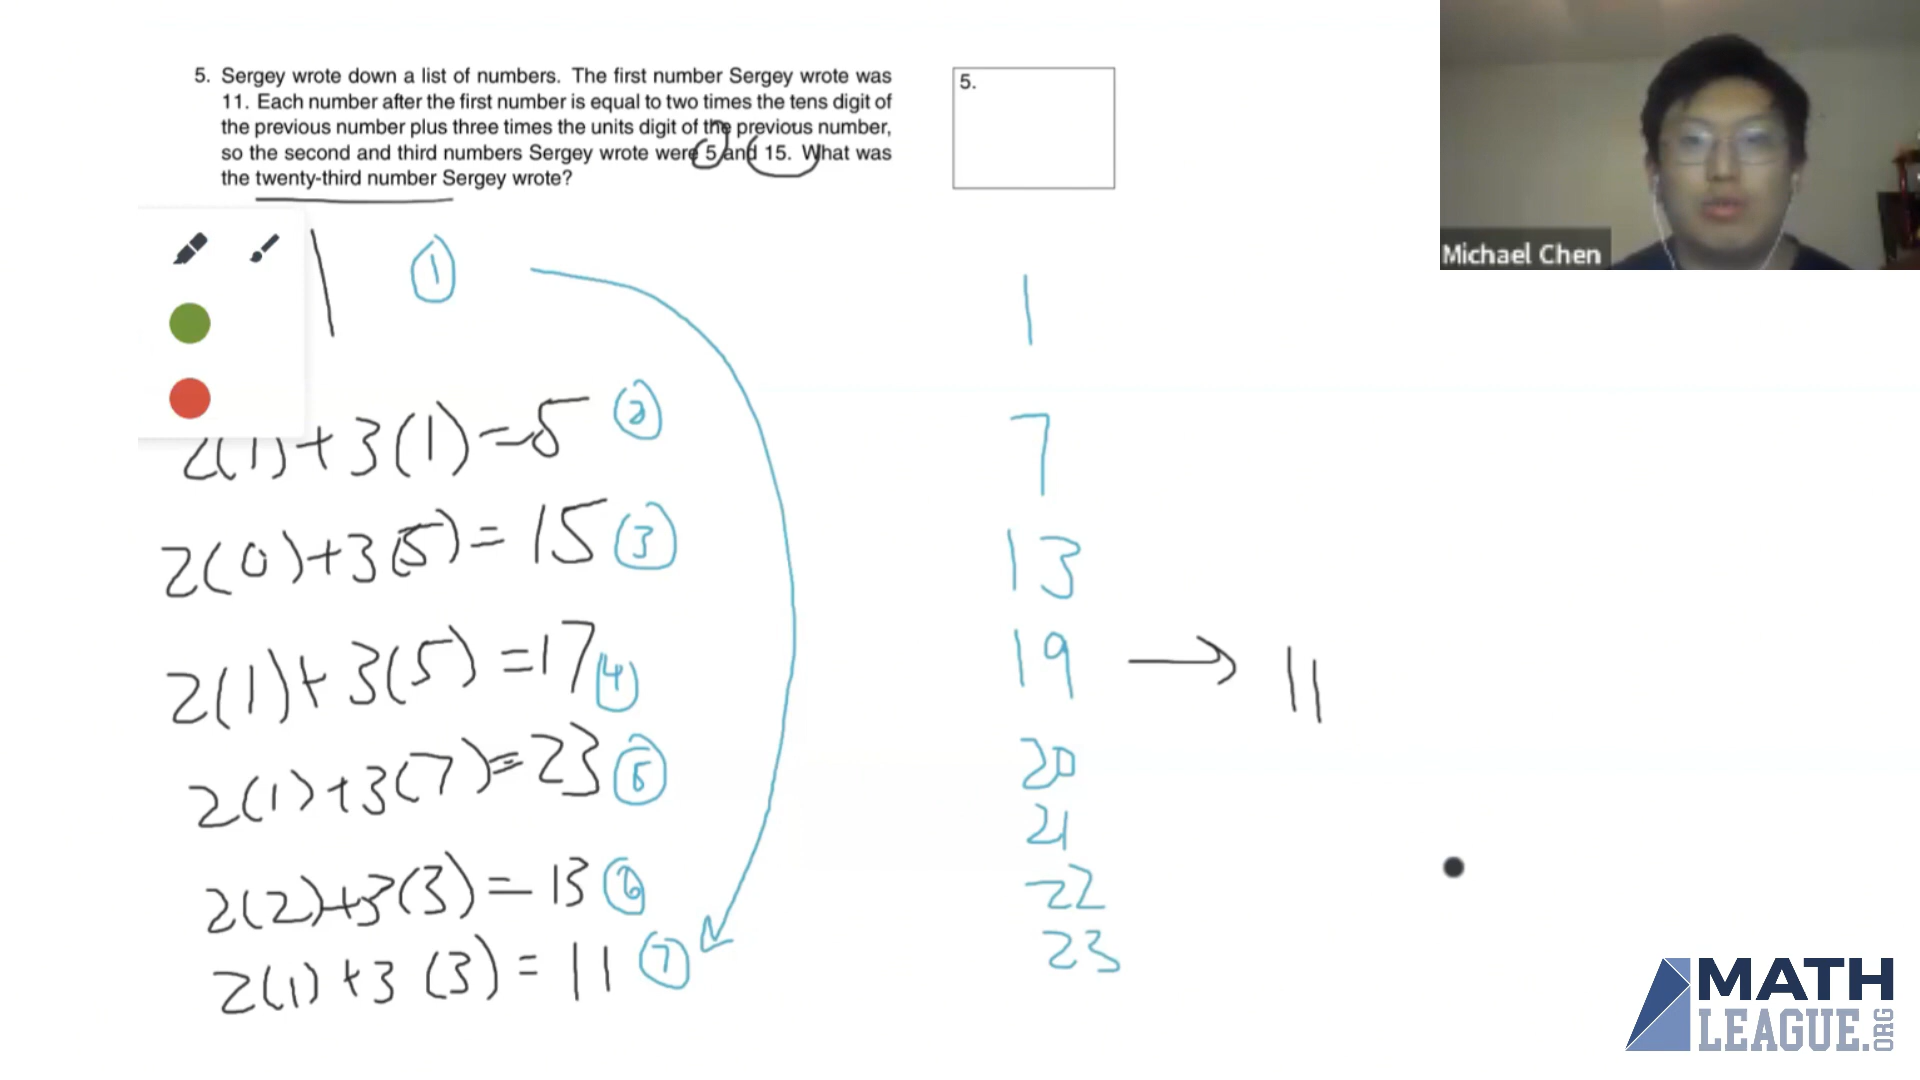 5. Sergey wrote down a list of numbers. The first number Sergey wrote was
11. Each number after the first number is equal to two times the tens digit of
the previous number plus three times the units digit of the previous number,
so the second and third numbers Sergey wrote were 5 and 15. What was
the twenty-third number Sergey wrote?
5.
Michael Chen
1
2(1)+3(1)=5 2
2(0)+3(5)=15 3
2(1)+3(5)=17 4
2(1)+3(7)=23 5
2(2)+3(3)=13 6
2(1)+3(3)=11 7
1
7
13
19 → 11
20
21
22
23
MATH
LEAGUE.ORG